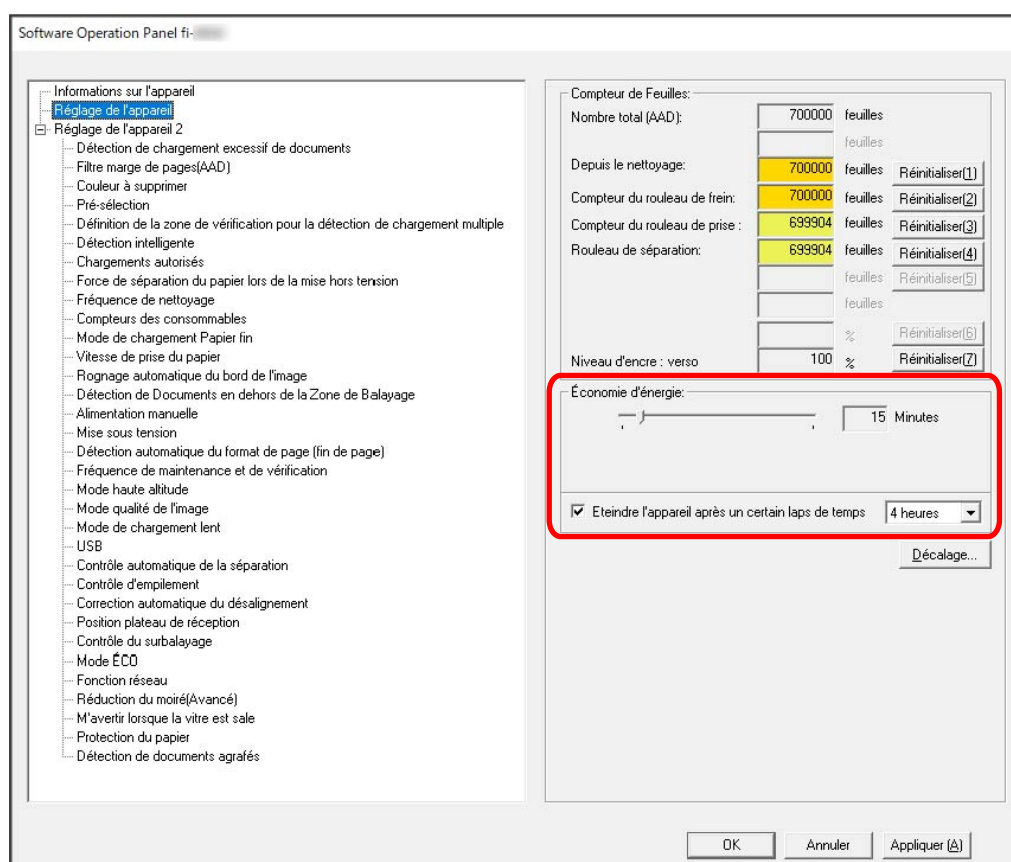 Software Operation Panel fi-
Informations sur l'appareil
Réglage de l'appareil
Réglage de l'appareil 2
Détection de chargement excessif de documents
Filtre marge de pages(AAD)
Couleur à supprimer
Pré-sélection
Définition de la zone de vérification pour la détection de chargement multiple
Détection intelligente
Chargements autorisés
Force de séparation du papier lors de la mise hors tension
Fréquence de nettoyage
Compteurs des consommables
Mode de chargement Papier fin
Vitesse de prise du papier
Rognage automatique du bord de l'image
Détection de Documents en dehors de la Zone de Balayage
Alimentation manuelle
Mise sous tension
Détection automatique du format de page (fin de page)
Fréquence de maintenance et de vérification
Mode haute altitude
Mode qualité de l'image
Mode de chargement lent
USB
Contrôle automatique de la séparation
Contrôle d'empilement
Correction automatique du désalignement
Position plateau de réception
Contrôle du surbalayage
Mode ÉCO
Fonction réseau
Réduction du moiré(Avancé)
M'avertir lorsque la vitre est sale
Protection du papier
Détection de documents agrafés
Compteur de Feuilles:
Nombre total (AAD): 700000 feuilles
feuilles
Depuis le nettoyage: 700000 feuilles Réinitialiser(1)
Compteur du rouleau de frein: 700000 feuilles Réinitialiser(2)
Compteur du rouleau de prise : 699904 feuilles Réinitialiser(3)
Rouleau de séparation: 699904 feuilles Réinitialiser(4)
feuilles Réinitialiser(5)
feuilles
% Réinitialiser(6)
Niveau d'encre : verso 100 % Réinitialiser(7)
Économie d'énergie:
15 Minutes
Eteindre l'appareil après un certain laps de temps 4 heures
Décalage...
OK Annuler Appliquer (A)